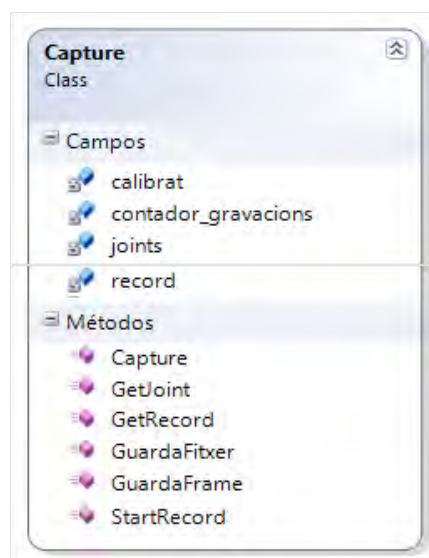 Capture
Class
Campos
calibrat
contador_gravacions
joints
record
Métodos
Capture
GetJoint
GetRecord
GuardaFitxer
GuardaFrame
StartRecord